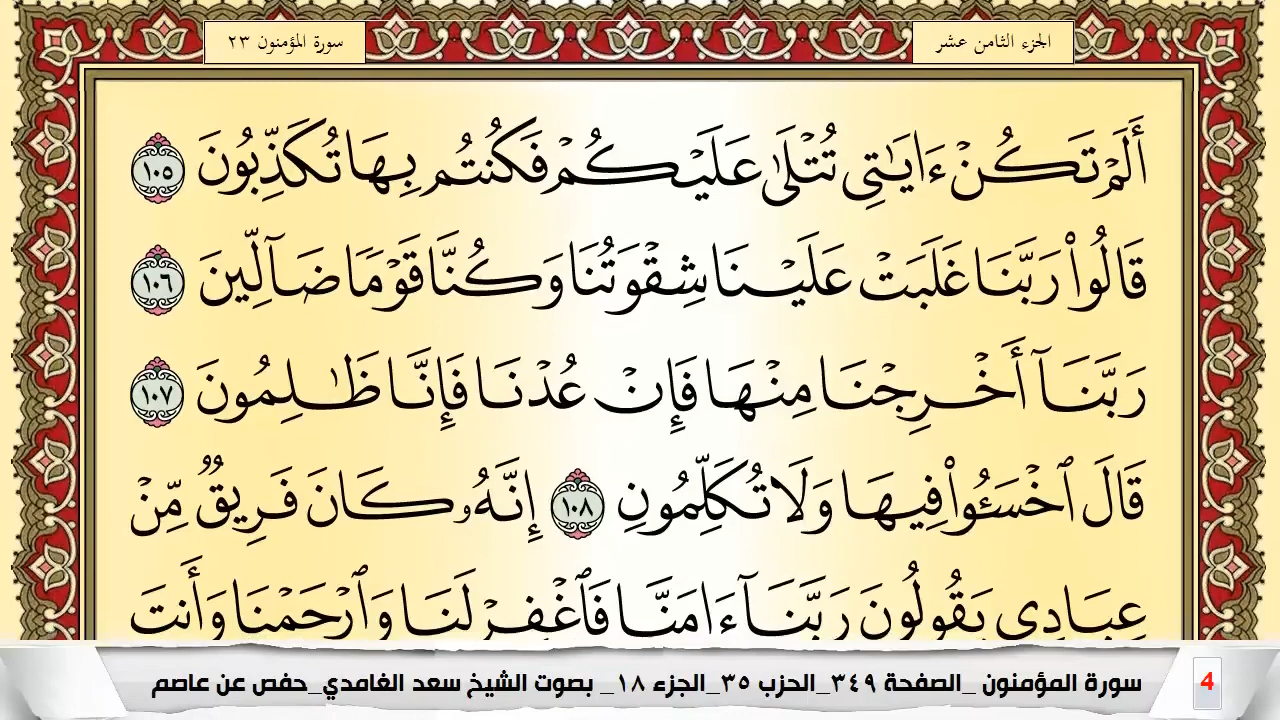 الجزء الثامن عشر
سورة المؤمنون ٢٣
أَلَمْ تَكُنْ ءَايَٰتِى تُتْلَىٰ عَلَيْكُمْ فَكُنتُم بِهَا تُكَذِّبُونَ ١٠٥
قَالُوا۟ رَبَّنَا غَلَبَتْ عَلَيْنَا شِقْوَتُنَا وَكُنَّا قَوْمًا ضَآلِّينَ ١٠٦
رَبَّنَآ أَخْرِجْنَا مِنْهَا فَإِنْ عُدْنَا فَإِنَّا ظَٰلِمُونَ ١٠٧
قَالَ ٱخْسَـُٔوا۟ فِيهَا وَلَا تُكَلِّمُونِ ١٠٨ إِنَّهُۥ كَانَ فَرِيقٌ مِّنْ
عِبَادِى يَقُولُونَ رَبَّنَآ ءَامَنَّا فَٱغْفِرْ لَنَا وَٱرْحَمْنَا وَأَنتَ
4
سورة المؤمنون _الصفحة ٣٤٩_الحزب ٣٥_الجزء ١٨_ بصوت الشيخ سعد الغامدي_حفص عن عاصم